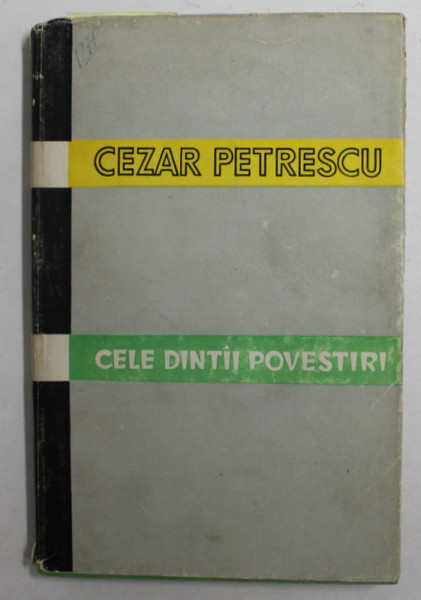 CEZAR PETRESCU
CELE DINTÎI POVESTIRI